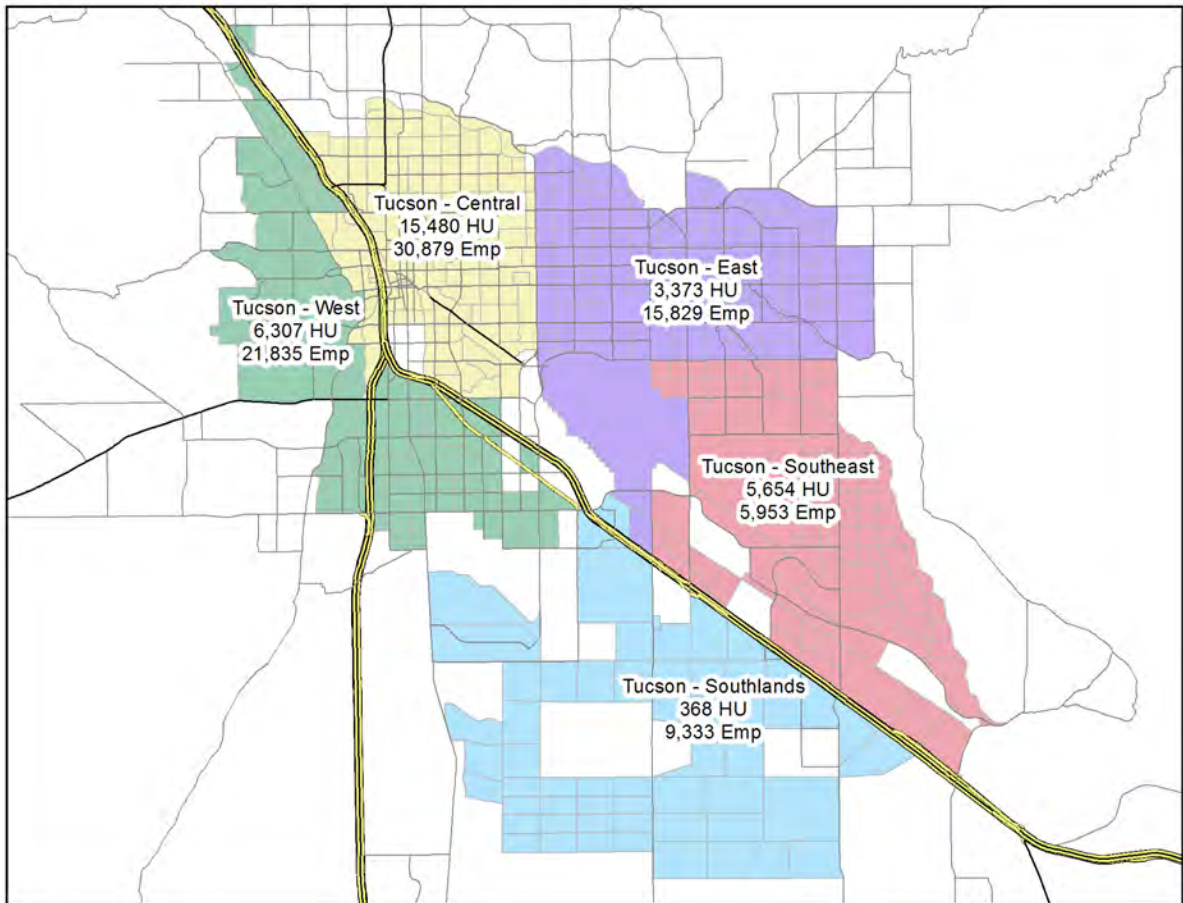 Tucson - Central
15,480 HU
30,879 Emp
Tucson - East
3,373 HU
15,829 Emp
Tucson - West
6,307 HU
21,835 Emp
Tucson - Southeast
5,654 HU
5,953 Emp
Tucson - Southlands
368 HU
9,333 Emp